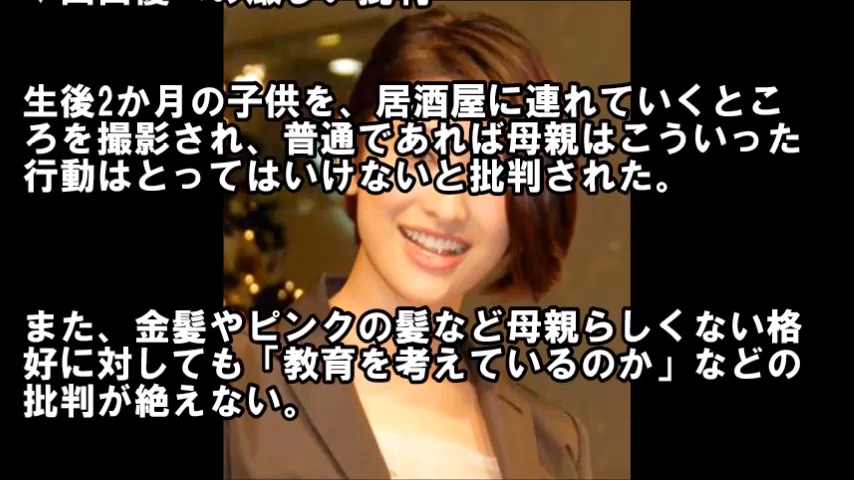 生後2か月の子供を、居酒屋に連れていくとこ
ろを撮影され、普通であれば母親はこういった
行動はとってはいけないと批判された。
また、金髪やピンクの髪など母親らしくない格
好に対しても「教育を考えているのか」などの
批判が絶えない。